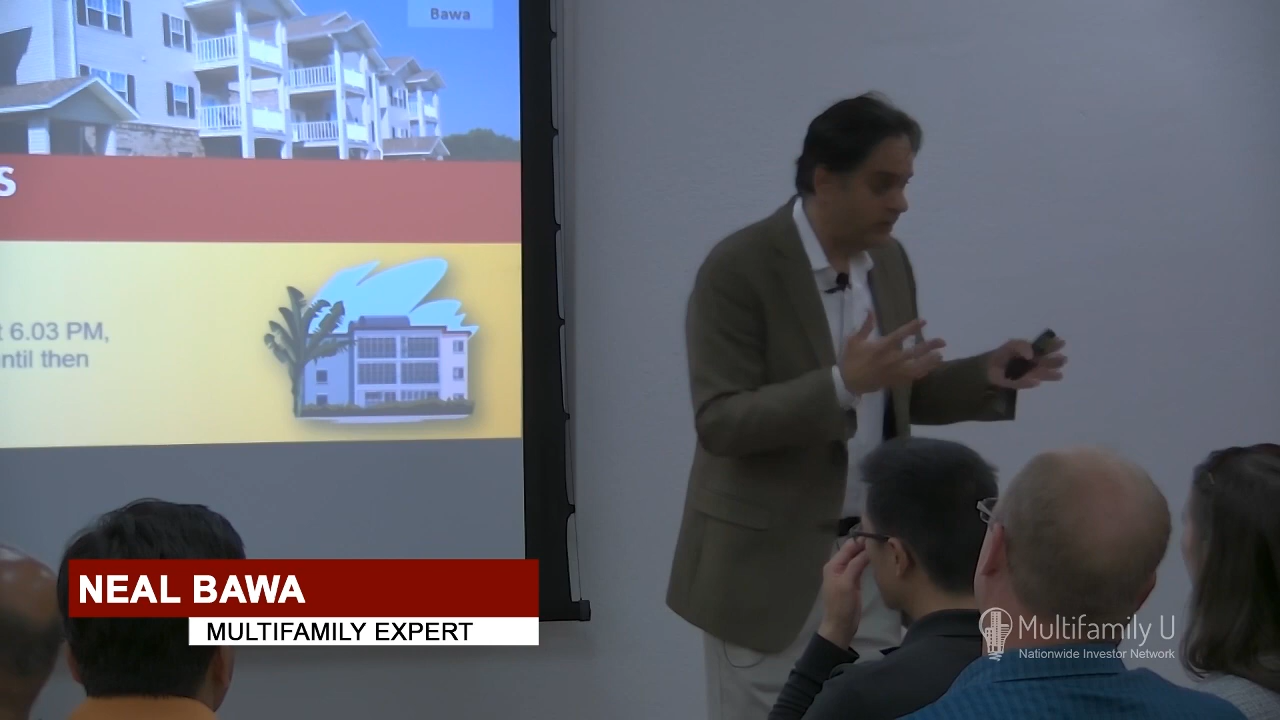 Bawa
S
t 6.03 PM,
ntil then
NEAL BAWA
MULTIFAMILY EXPERT
Multifamily U
Nationwide Investor Network